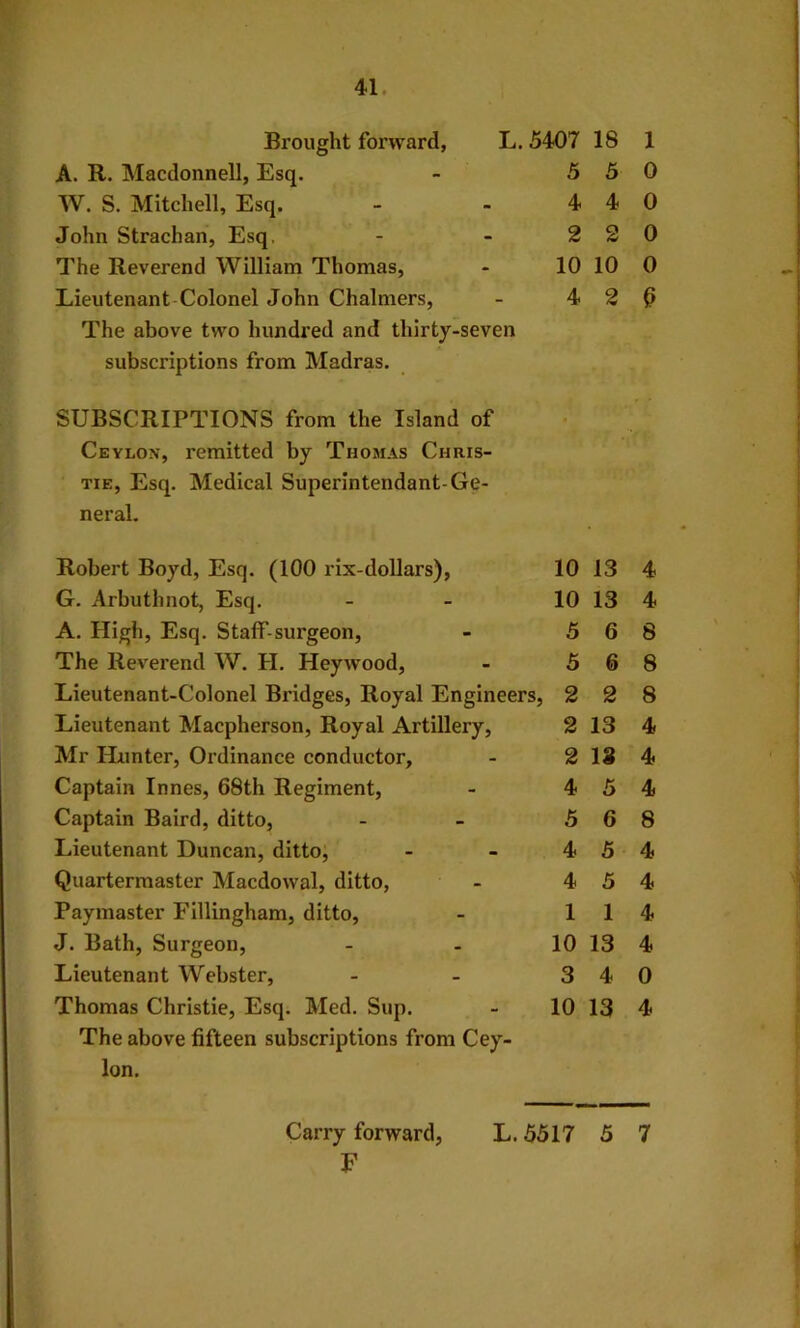 41
Brought forward, L. 5407 18 1
A. R. Macdonnell, Esq. - 5 5 0
W. S. Mitchell, Esq. - - 4 4 0
John Strachan, Esq. - - 2 2 0
The Reverend William Thomas, - 10 10 0
Lieutenant-Colonel John Chalmers, - 4 2 6
The above two hundred and thirty-seven
subscriptions from Madras.
SUBSCRIPTIONS from the Island of
Ceylon, remitted by Thomas Chris-
tie, Esq. Medical Superintendant-Ge-
neral.
Robert Boyd, Esq. (100 rix-dollars), 10 13 4
G. Arbuthnot, Esq. - - 10 13 4
A. High, Esq. Staff-surgeon, - 5 6 8
The Reverend W. H. Heywood, - 5 6 8
Lieutenant-Colonel Bridges, Royal Engineers, 2 2 8
Lieutenant Macpherson, Royal Artillery, 2 13 4
Mr Hunter, Ordinance conductor, - 2 13 4
Captain Innes, 68th Regiment, - 4 5 4
Captain Baird, ditto, - - 5 6 8
Lieutenant Duncan, ditto, - - 4 5 4
Quartermaster Macdowal, ditto, - 4 5 4
Paymaster Fillingham, ditto, - 1 1 4
J. Bath, Surgeon, - - 10 13 4
Lieutenant Webster, - - 3 4 0
Thomas Christie, Esq. Med. Sup. - 10 13 4
The above fifteen subscriptions from Cey-
lon.
Carry forward, L. 5517 5 7
F